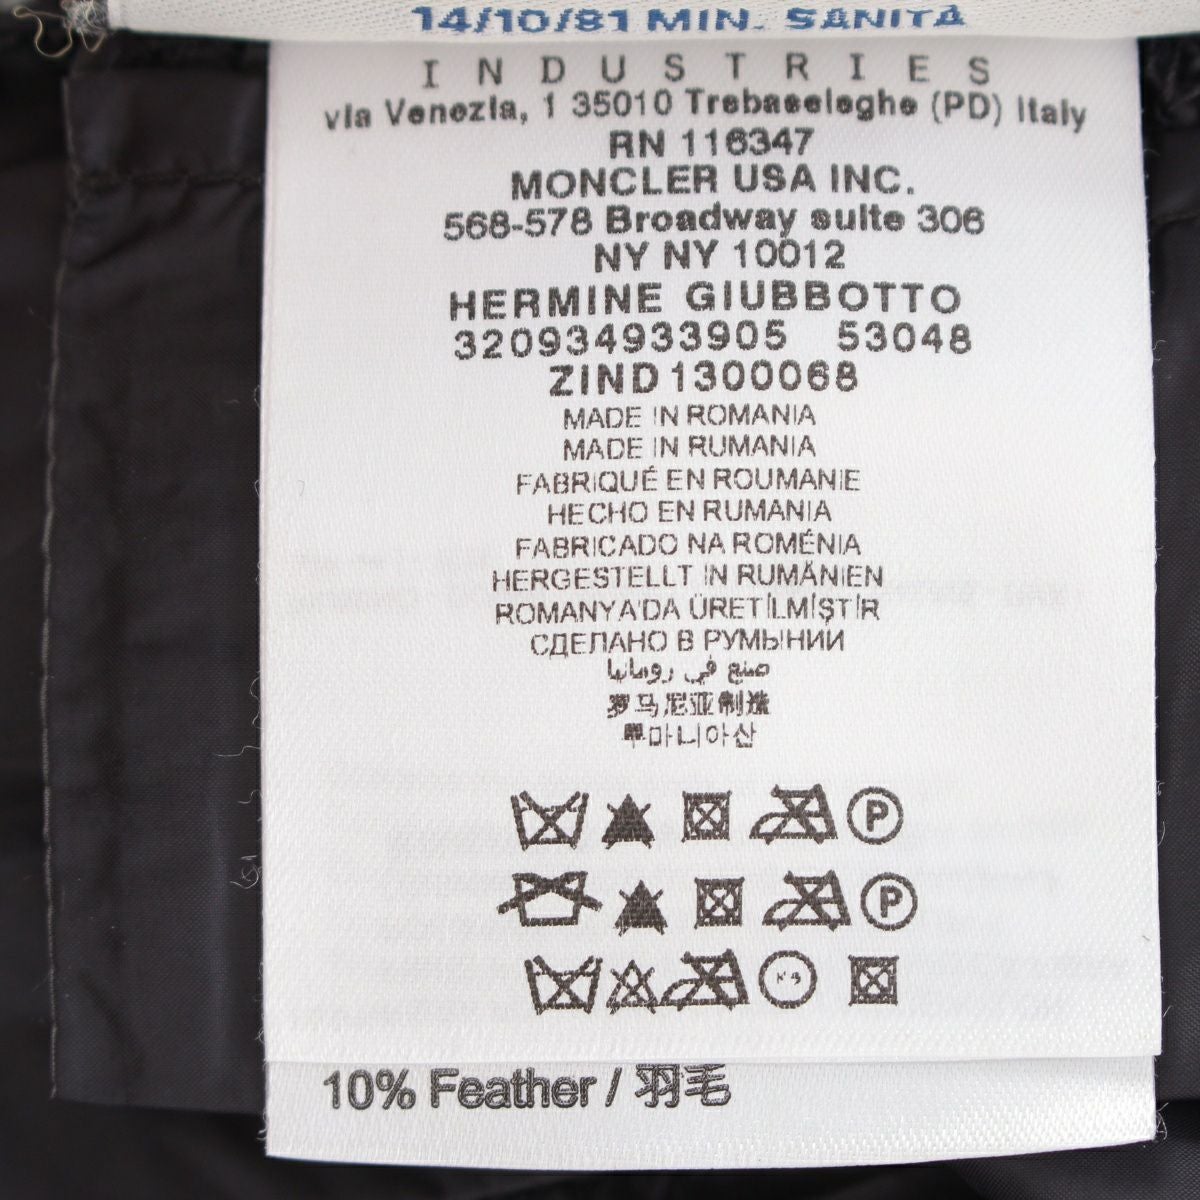 14/10/81 MIN. SANITÀ
INDUSTRIES
via Venezia, 1 35010 Trebaseleghe (PD) Italy
RN 116347
MONCLER USA INC.
568-578 Broadway suite 306
NY NY 10012
HERMINE GIUBBOTTO
320934933905 53048
ZIND1300068
MADE IN ROMANIA
MADE IN RUMANIA
FABRIQUÉ EN ROUMANIE
HECHO EN RUMANIA
FABRICADO NA ROMÉNIA
HERGESTELLT IN RUMÄNIEN
ROMANYA'DA ÜRETİLMİŞTİR
СДЕЛАНО В РУМЫНИИ
صنع في رومانيا
罗马尼亚制造
루마니아산
P
P
10% Feather / 羽毛